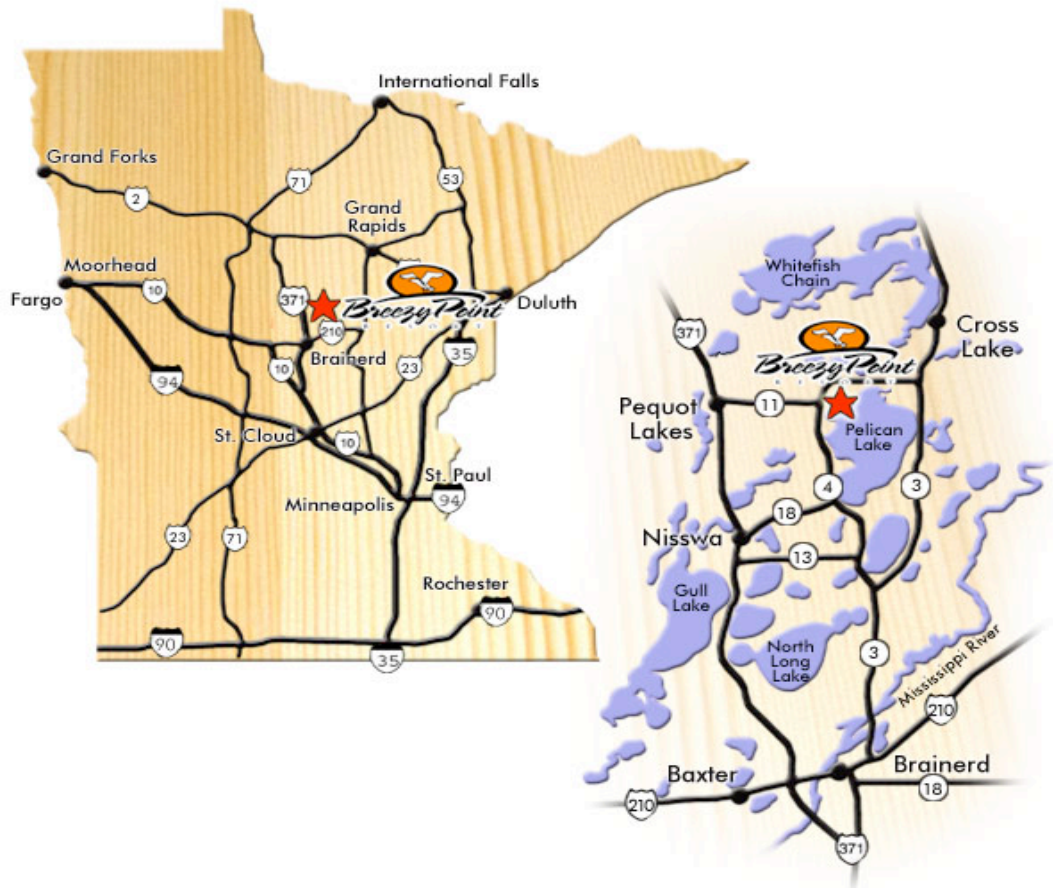 International Falls
Grand Forks
2
71
53
Grand
Rapids
Moorhead
Fargo
10
371
Breezy Point
RESORT
Duluth
210
Brainerd
10
23
35
94
St. Cloud
10
St. Paul
Minneapolis
94
23
71
Rochester
90
90
35
Whitefish
Chain
371
Cross
Lake
Breezy Point
RESORT
Pequot
Lakes
11
Pelican
Lake
4
3
18
Nisswa
13
Gull
Lake
North
Long
Lake
3
Mississippi River
210
Baxter
Brainerd
210
18
371